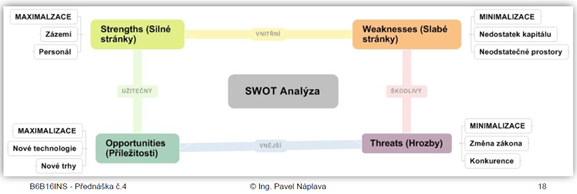 MAXIMALZACE
Zázemí
Personál
Strengths (Silné
stránky)
VNITŘNÍ
Weaknesses (Slabé
stránky)
MINIMALIZACE
Nedostatek kapitálu
Neodstatečné prostory
UŽITEČNÝ
SWOT Analýza
ŠKODLIVÝ
MAXIMALIZACE
Nové technologie
Nové trhy
Opportunities
(Příležitosti)
VNĚJŠÍ
Threats (Hrozby)
MINIMALIZACE
Změna zákona
Konkurence
B6B16INS - Přednáška č.4
© Ing. Pavel Náplava
18